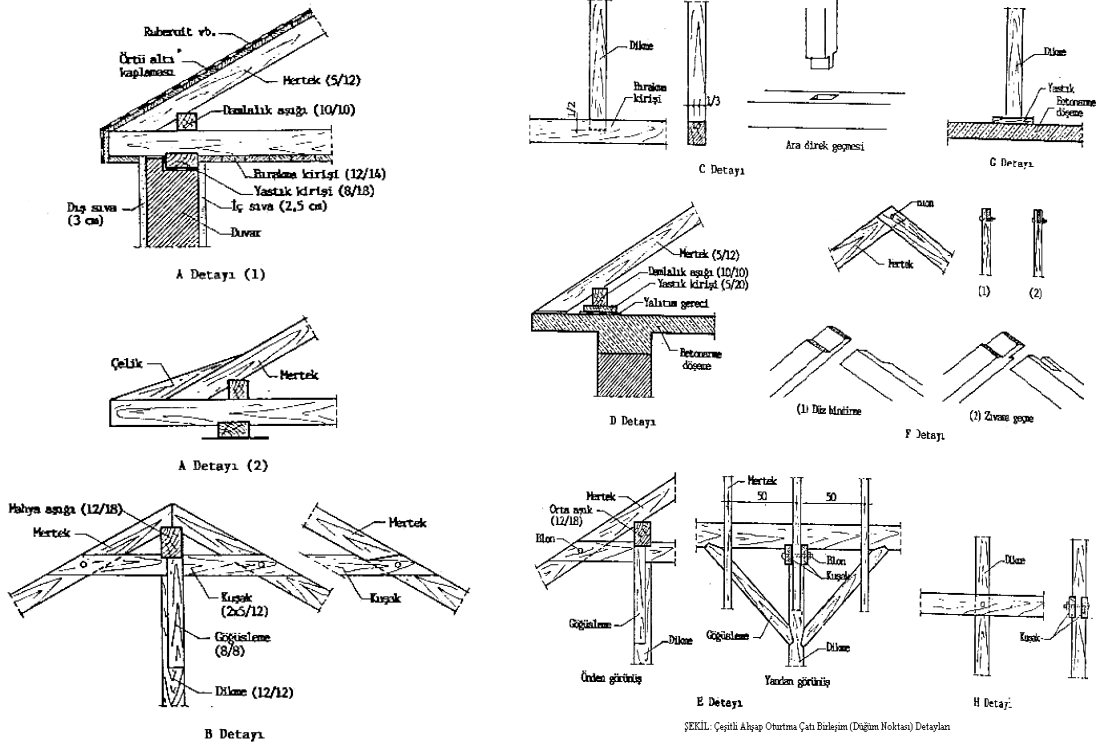 Ruberuit vb.
Örtü altı
kaplaması
Mertek (5/12)
Damlalık aşığı (10/10)
Bırakma kirişi (12/14)
Yastık kirişi (8/18)
İç sıva (2,5 cm)
Dış sıva
(3 cm)
Duvar
A Detayı (1)
Çelik
Mertek
A Detayı (2)
Mahya aşığı (12/18)
Mertek
Mertek
Kuşak
(2x5/12)
Kuşak
Göğüsleme
(8/8)
Dikme (12/12)
B Detayı
Dikme
Bırakma
kirişi
1/2
1/3
C Detayı
Ara direk geçmesi
Dikme
Yastık
Betonarme
döşeme
G Detayı
Mertek (5/12)
Damlalık aşığı (10/10)
Yastık kirişi (5/20)
Yalıtım gereci
Betonarme
döşeme
D Detayı
Mertek
(1)
(2)
(1) Düz bindirme
(2) Zıvana geçme
F Detayı
Mertek
Orta aşık
(12/18)
Blon
Göğüsleme
Dikme
Önden görünüş
Mertek
50
50
Blon
Kuşak
Göğüsleme
Dikme
Yandan görünüş
E Detayı
Dikme
Kuşak
H Detayı
ŞEKİL: Çeşitli Ahşap Oturtma Çatı Birleşim (Düğüm Noktası) Detayları